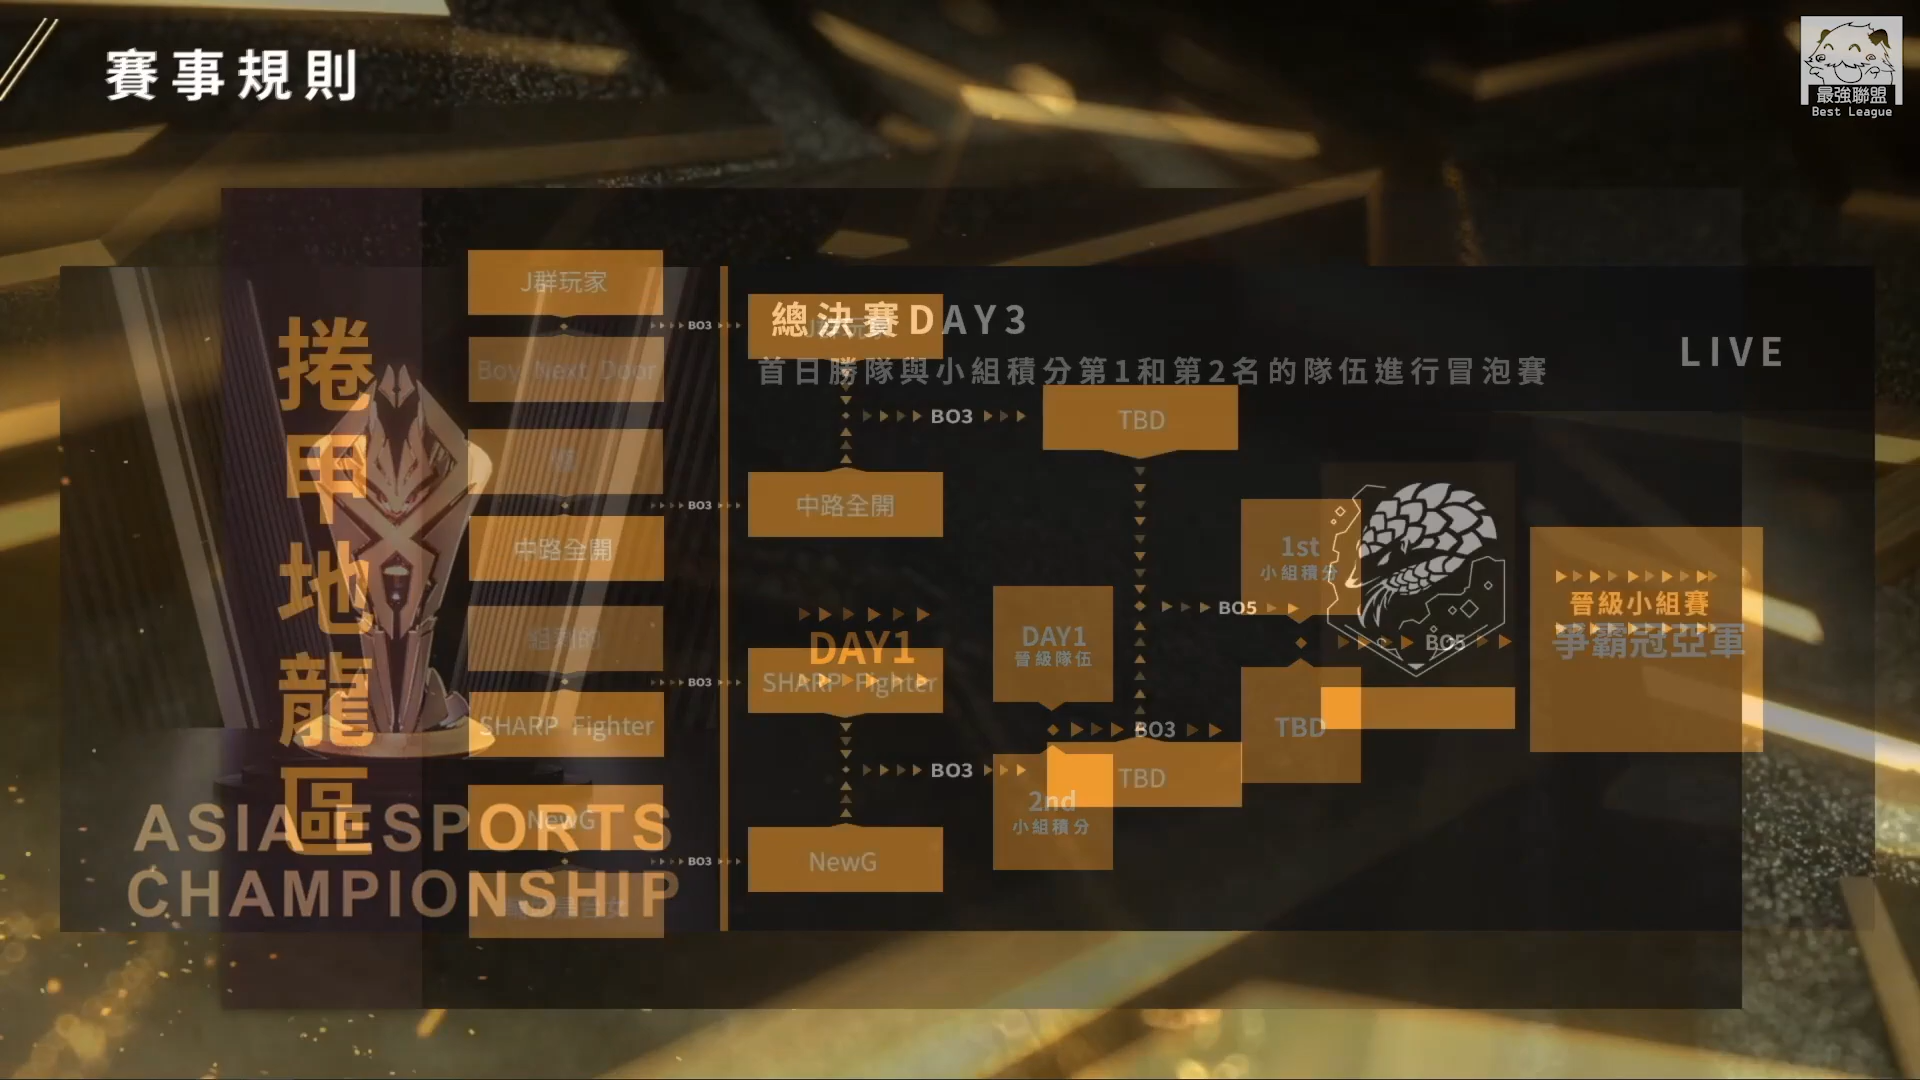 賽事規則
最強聯盟
Best League
捲甲地龍區
ASIA ESPORTS
CHAMPIONSHIP
J群玩家
Boy Next Door
中路全開
SHARP Fighter
NewG
BO3
BO3
BO3
BO3
總決賽DAY3
首日勝隊與小組積分第1和第2名的隊伍進行冒泡賽
LIVE
中路全開
DAY1
SHARP Fighter
NewG
BO3
BO3
TBD
TBD
DAY1
晉級隊伍
2nd
小組積分
BO3
1st
小組積分
TBD
BO5
BO5
晉級小組賽
爭霸冠亞軍